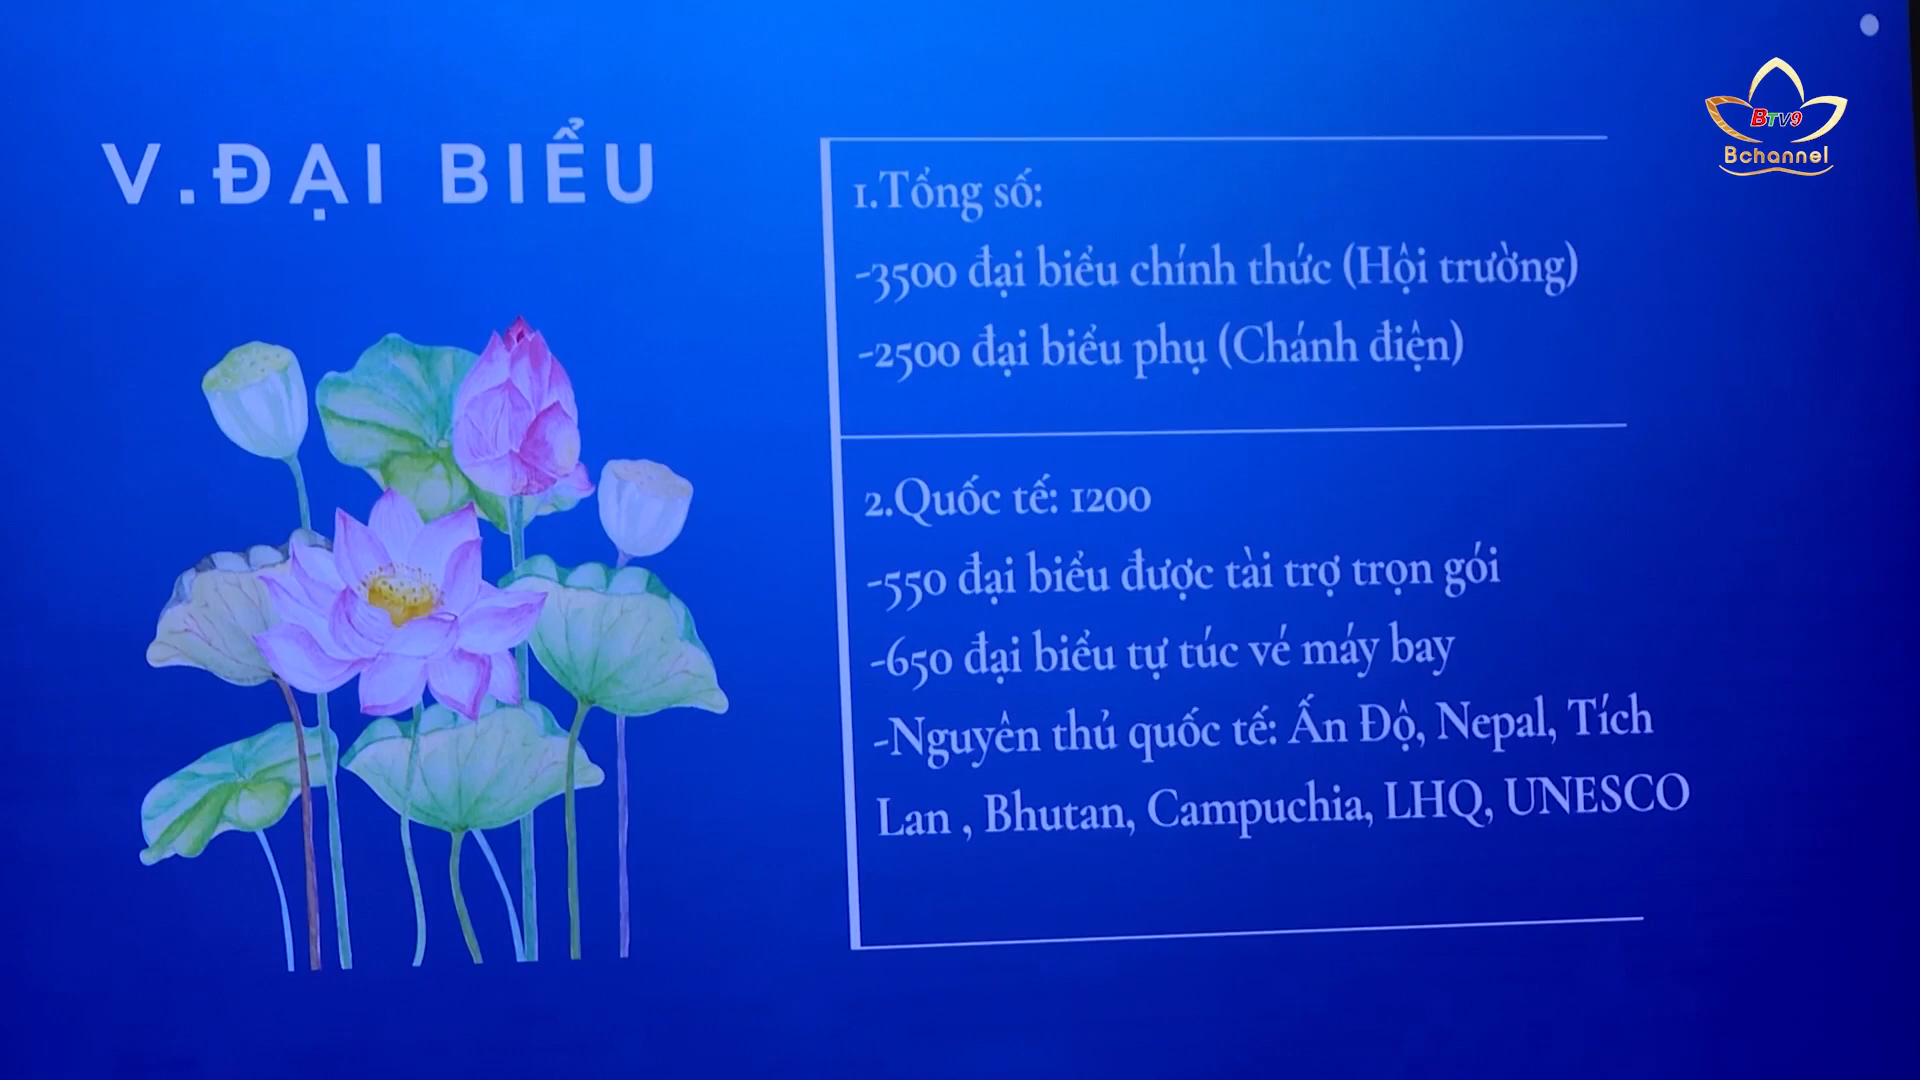 V.ĐẠI BIỂU
1.Tổng số:
-3500 đại biểu chính thức (Hội trường)
-2500 đại biểu phụ (Chánh điện)
2.Quốc tế: 1200
-550 đại biểu được tài trợ trọn gói
-650 đại biểu tự túc vé máy bay
-Nguyên thủ quốc tế: Ấn Độ, Nepal, Tích
Lan , Bhutan, Campuchia, LHQ, UNESCO
BTV9
Bchannel